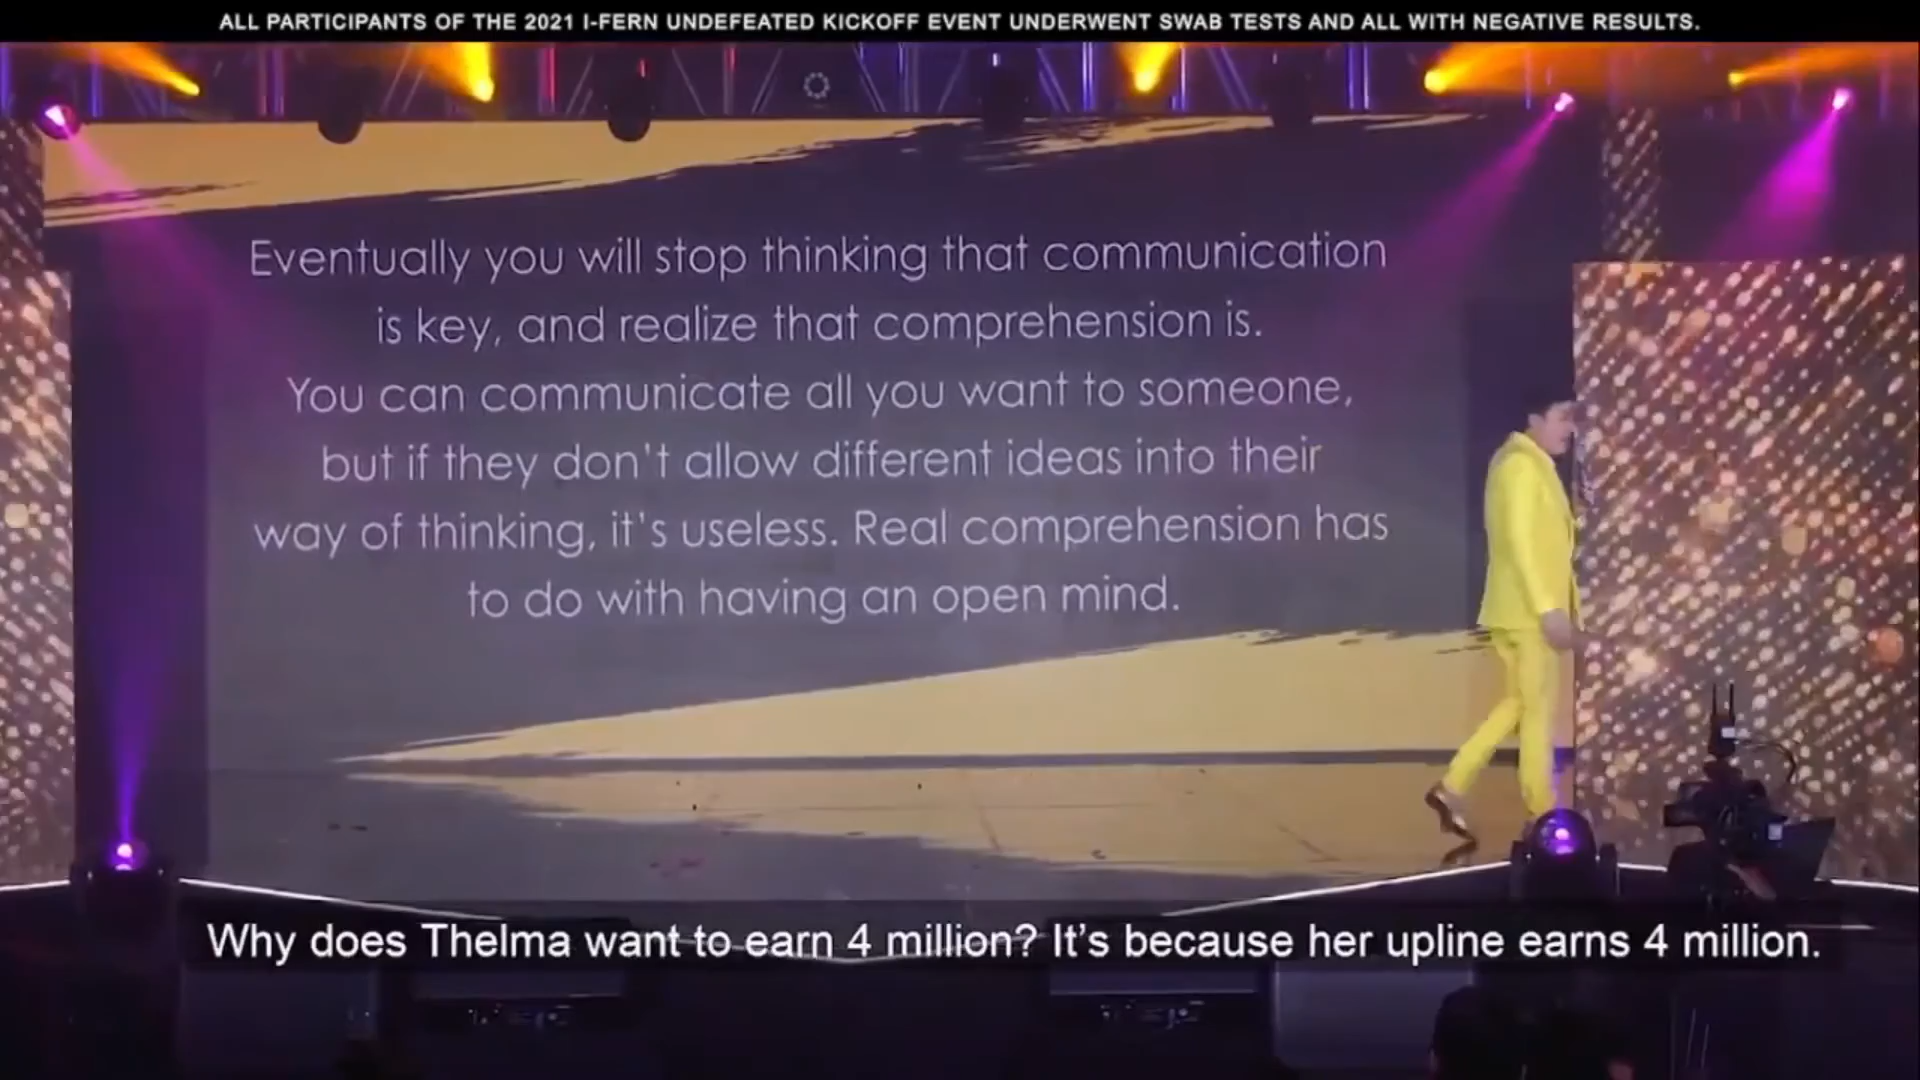 ALL PARTICIPANTS OF THE 2021 I-FERN UNDEFEATED KICKOFF EVENT UNDERWENT SWAB TESTS AND ALL WITH NEGATIVE RESULTS.
Eventually you will stop thinking that communication
is key, and realize that comprehension is.
You can communicate all you want to someone,
but if they don't allow different ideas into their
way of thinking, it's useless. Real comprehension has
to do with having an open mind.
Why does Thelma want to earn 4 million? It's because her upline earns 4 million.